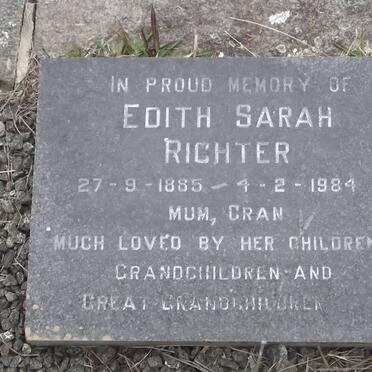 IN PROUD MEMORY OF
EDITH SARAH
RICHTER
27-9-1885 - 4-2-1984
MUM, GRAN
MUCH LOVED BY HER CHILDREN
GRANDCHILDREN AND
GREAT GRANDCHILDREN